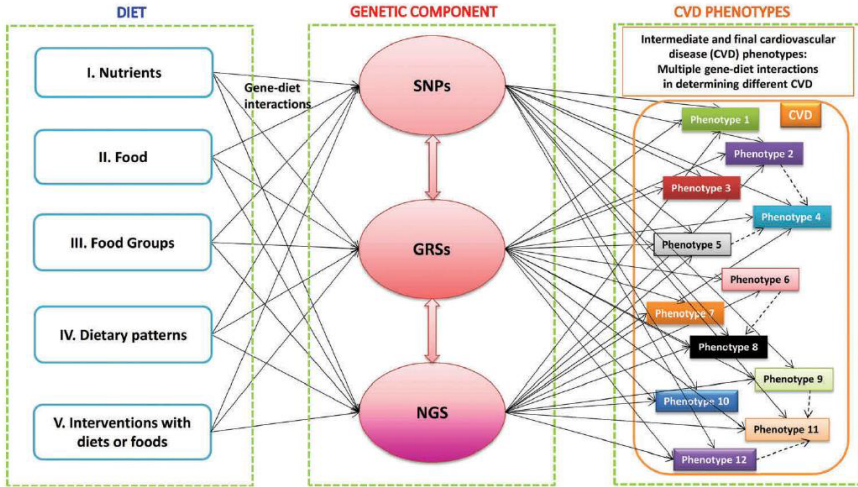 DIET
GENETIC COMPONENT
CVD PHENOTYPES
I. Nutrients
II. Food
III. Food Groups
IV. Dietary patterns
V. Interventions with
diets or foods
Gene-diet
interactions
SNPs
GRSs
NGS
Intermediate and final cardiovascular
disease (CVD) phenotypes:
Multiple gene-diet interactions
in determining different CVD
CVD
Phenotype 1
Phenotype 2
Phenotype 3
Phenotype 4
Phenotype 5
Phenotype 6
Phenotype 7
Phenotype 8
Phenotype 9
Phenotype 10
Phenotype 11
Phenotype 12